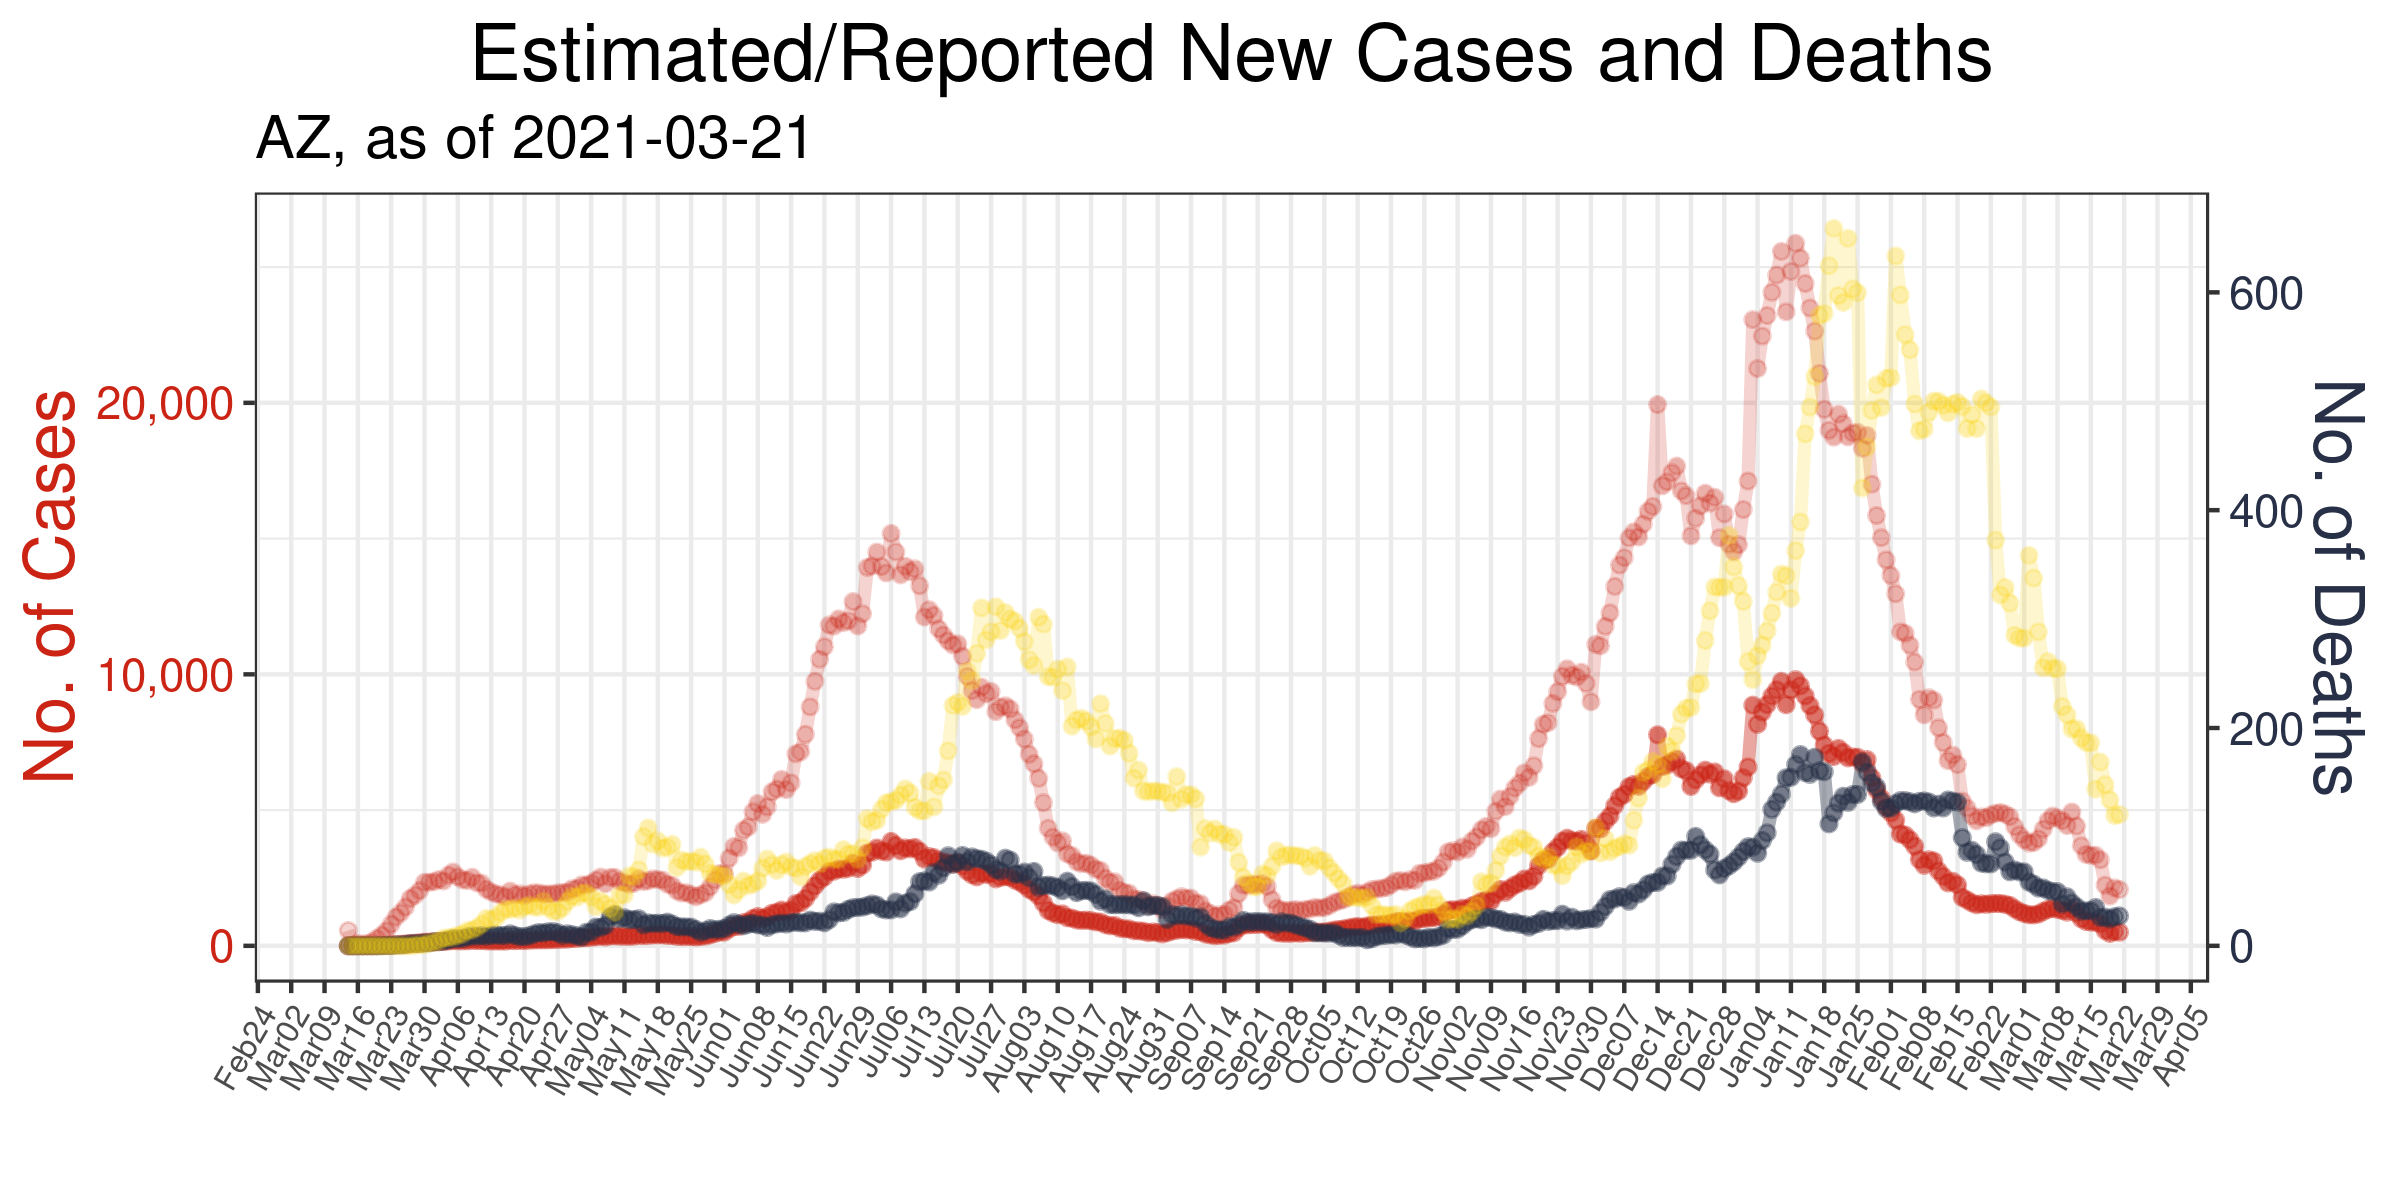 Estimated/Reported New Cases and Deaths
AZ, as of 2021-03-21
No. of Cases
20,000
10,000
0
600
400
200
0
No. of Deaths
Feb24
Mar02
Mar09
Mar16
Mar23
Mar30
Apr06
Apr13
Apr20
Apr27
May04
May11
May18
May25
Jun01
Jun08
Jun15
Jun22
Jun29
Jul06
Jul13
Jul20
Jul27
Aug03
Aug10
Aug17
Aug24
Aug31
Sep07
Sep14
Sep21
Sep28
Oct05
Oct12
Oct19
Oct26
Nov02
Nov09
Nov16
Nov23
Nov30
Dec07
Dec14
Dec21
Dec28
Jan04
Jan11
Jan18
Jan25
Feb01
Feb08
Feb15
Feb22
Mar01
Mar08
Mar15
Mar22
Mar29
Apr05